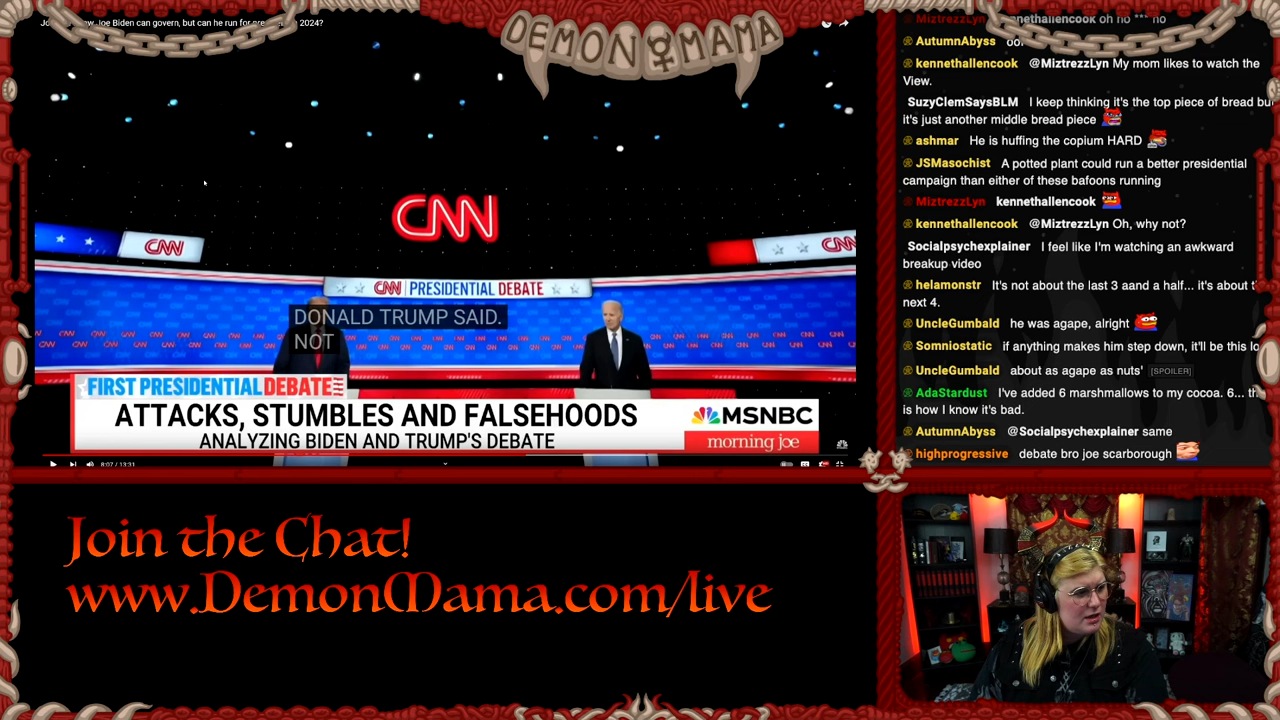 Joe Biden can govern, but can he run for
2024?
DEMON MAMA
CNN
CNN
CNN
CNN PRESIDENTIAL DEBATE
DONALD TRUMP SAID.
NOT
FIRST PRESIDENTIAL DEBATE
ATTACKS, STUMBLES AND FALSEHOODS
ANALYZING BIDEN AND TRUMP'S DEBATE
MSNBC
morning joe
8:07 / 13:31
Join the Chat!
www.DemonMama.com/live
MiztrezzLyn nnethallencook oh no *** no
AutumnAbyss oo
kennethallencook @MiztrezzLyn My mom likes to watch the
View.
SuzyClemSaysBLM I keep thinking it's the top piece of bread bu
it's just another middle bread piece
ashmar He is huffing the copium HARD
JSMasochist A potted plant could run a better presidential
campaign than either of these bafoons running
MiztrezzLyn kennethallencook
kennethallencook @MiztrezzLyn Oh, why not?
Socialpsychexplainer I feel like I'm watching an awkward
breakup video
helamonstr It's not about the last 3 aand a half... it's about t
next 4.
UncleGumbald he was agape, alright
Somniostatic if anything makes him step down, it'll be this lo
UncleGumbald about as agape as nuts' [SPOILER]
AdaStardust I've added 6 marshmallows to my cocoa. 6... th
is how I know it's bad.
AutumnAbyss @Socialpsychexplainer same
highprogressive debate bro joe scarborough